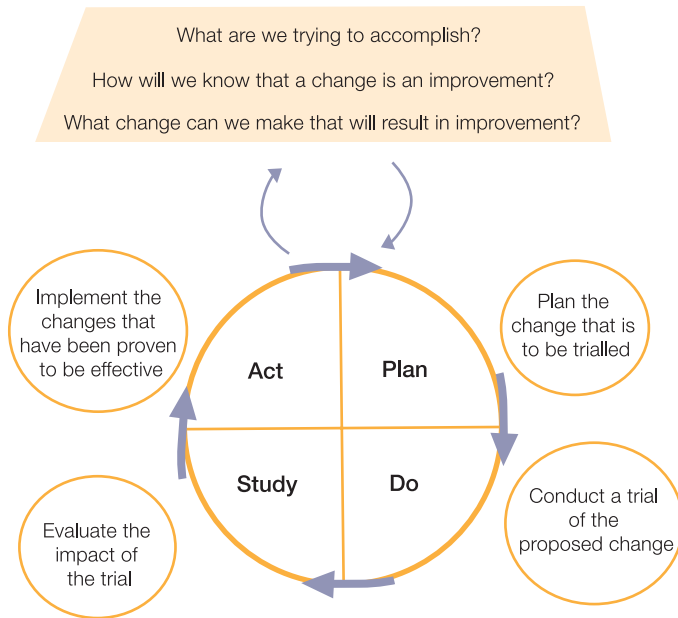 What are we trying to accomplish?
How will we know that a change is an improvement?
What change can we make that will result in improvement?
Implement the
changes that
have been proven
to be effective
Plan the
change that is
to be trialled
Act
Plan
Study
Do
Evaluate the
impact of
the trial
Conduct a trial
of the
proposed change